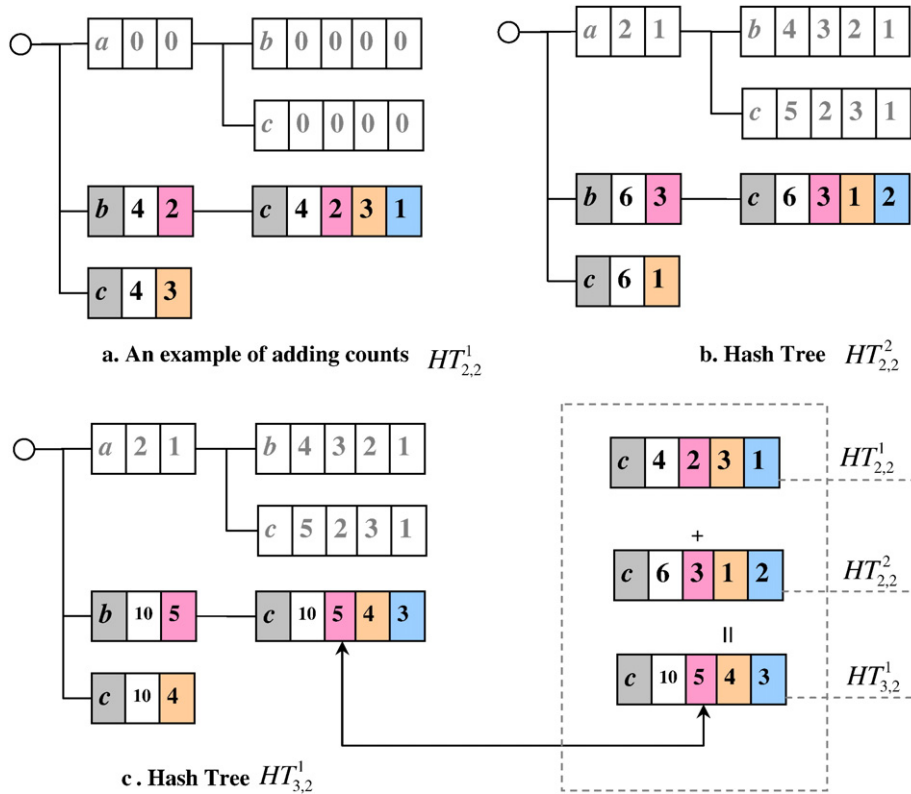 a 0 0 b 0 0 0 0
c 0 0 0 0
b 4 2 c 4 2 3 1
c 4 3
a. An example of adding counts HT^1_{2,2}
a 2 1 b 4 3 2 1
c 5 2 3 1
b 6 3 c 6 3 1 2
c 6 1
b. Hash Tree HT^2_{2,2}
a 2 1 b 4 3 2 1
c 5 2 3 1
b 10 5 c 10 5 4 3
c 10 4
c . Hash Tree HT^1_{3,2}
c 4 2 3 1 HT^1_{2,2}
+
c 6 3 1 2 HT^2_{2,2}
=
c 10 5 4 3 HT^1_{3,2}